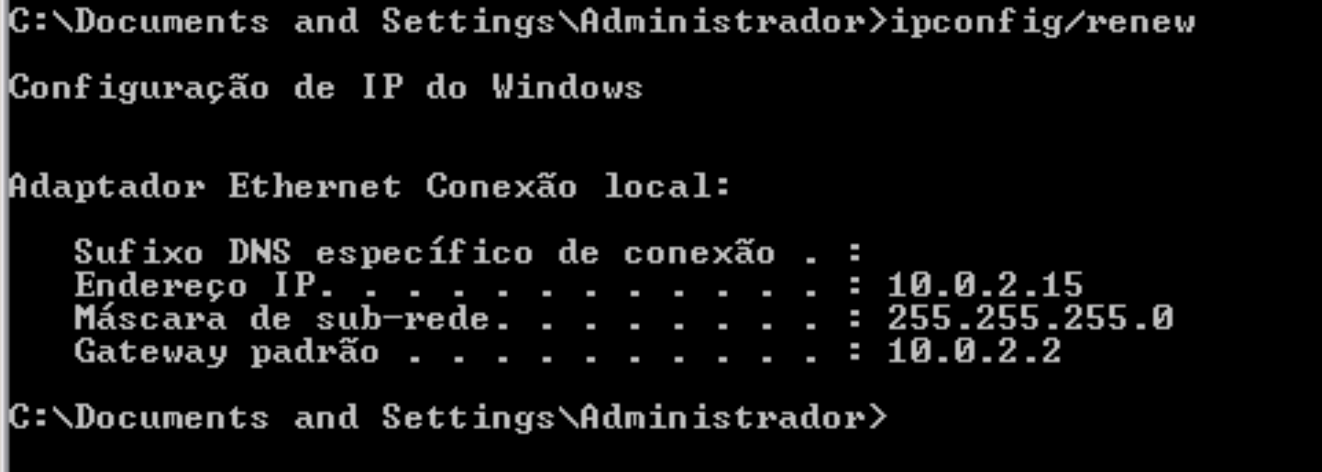 C:\Documents and Settings\Administrador>ipconfig/renew
Configuração de IP do Windows
Adaptador Ethernet Conexão local:
Sufixo DNS específico de conexão . :
Endereço IP. . . . . . . . . . . . : 10.0.2.15
Máscara de sub-rede. . . . . . . . : 255.255.255.0
Gateway padrão . . . . . . . . . . : 10.0.2.2
C:\Documents and Settings\Administrador>